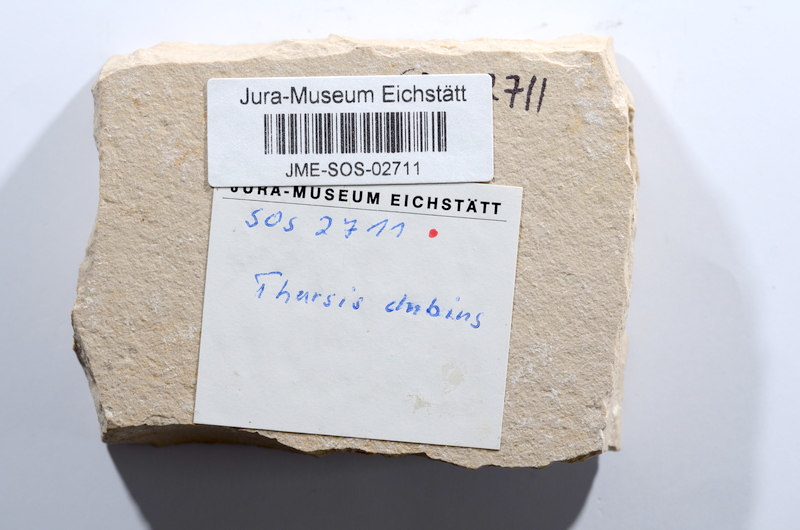 2711
Jura-Museum Eichstätt
JME-SOS-02711
JURA-MUSEUM EICHSTÄTT
SOS 2711
Tharsis dubius